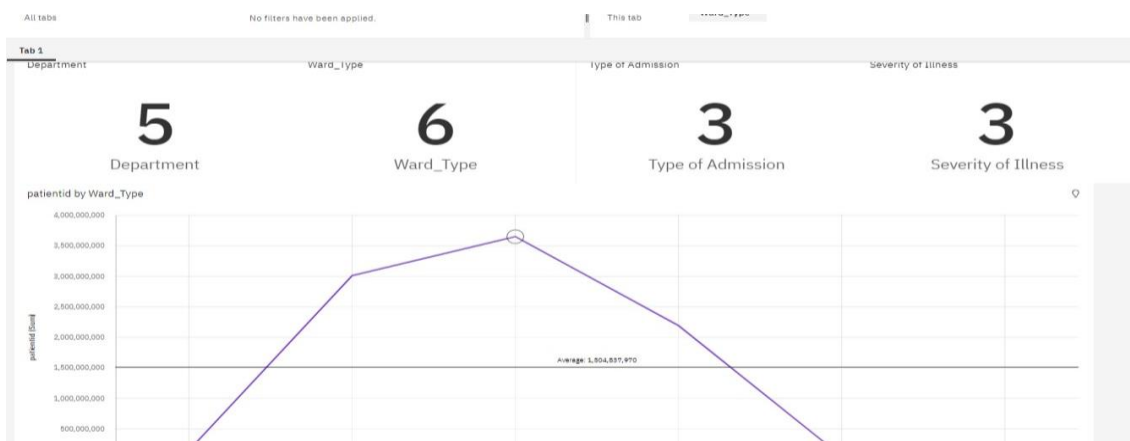 All tabs
No filters have been applied.
This tab
Ward_Type
Tab 1
Department
Ward_Type
Type of Admission
Severity of Illness
5
6
3
3
Department
Ward_Type
Type of Admission
Severity of Illness
patientid by Ward_Type
4,000,000,000
3,500,000,000
3,000,000,000
2,500,000,000
2,000,000,000
1,500,000,000
1,000,000,000
500,000,000
patientid (Sum)
Average: 1,504,537,970